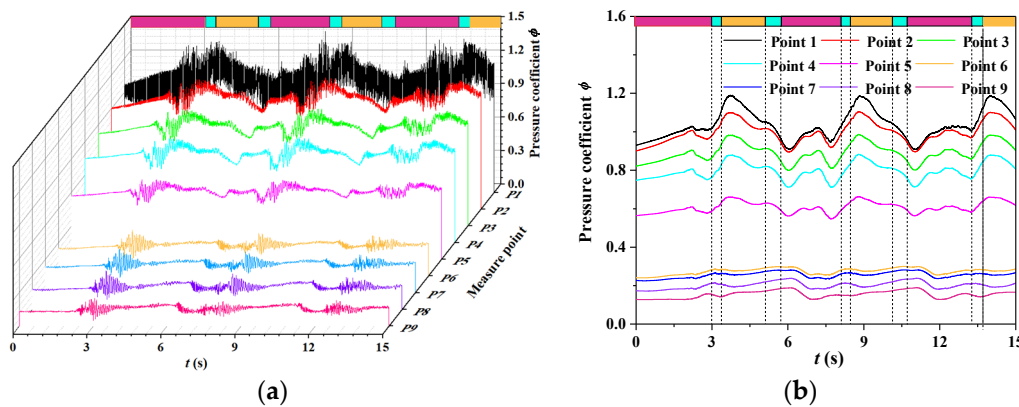 1.5
1.2
0.9
0.6
0.3
0.0
Pressure coefficient ϕ
P1
P2
P3
P4
P5
P6
P7
P8
P9
Measure point
0 3 6 9 12 15
t (s)
(a)
1.6
1.2
0.8
0.4
0.0
Pressure coefficient ϕ
Point 1 Point 2 Point 3
Point 4 Point 5 Point 6
Point 7 Point 8 Point 9
0 3 6 9 12 15
t (s)
(b)